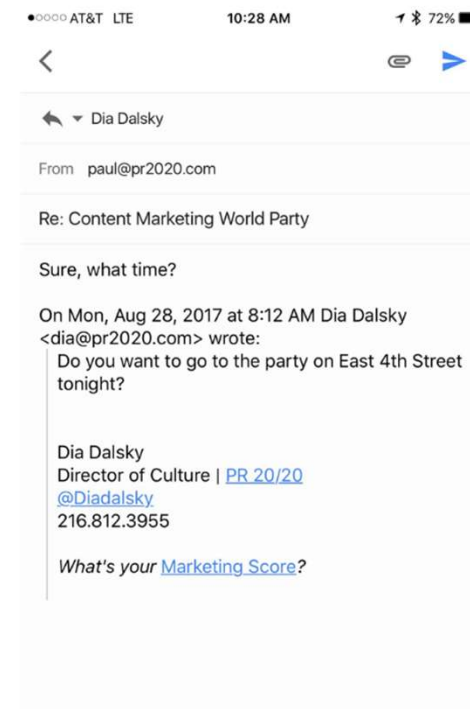 AT&T LTE 10:28 AM 72%
Dia Dalsky
From paul@pr2020.com
Re: Content Marketing World Party
Sure, what time?
On Mon, Aug 28, 2017 at 8:12 AM Dia Dalsky
<dia@pr2020.com> wrote:
Do you want to go to the party on East 4th Street
tonight?
Dia Dalsky
Director of Culture | PR 20/20
@Diadalsky
216.812.3955
What's your Marketing Score?